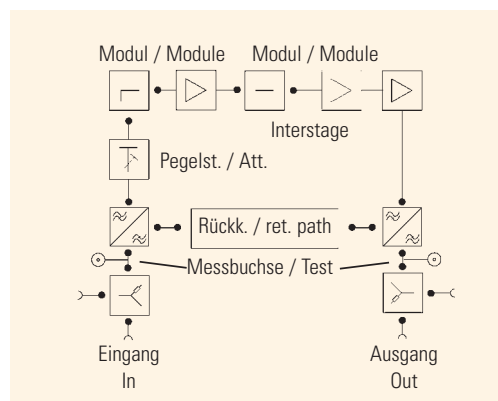 Modul / Module Modul / Module
Interstage
Pegelst. / Att.
Rückk. / ret. path
Messbuchse / Test
Eingang
In
Ausgang
Out